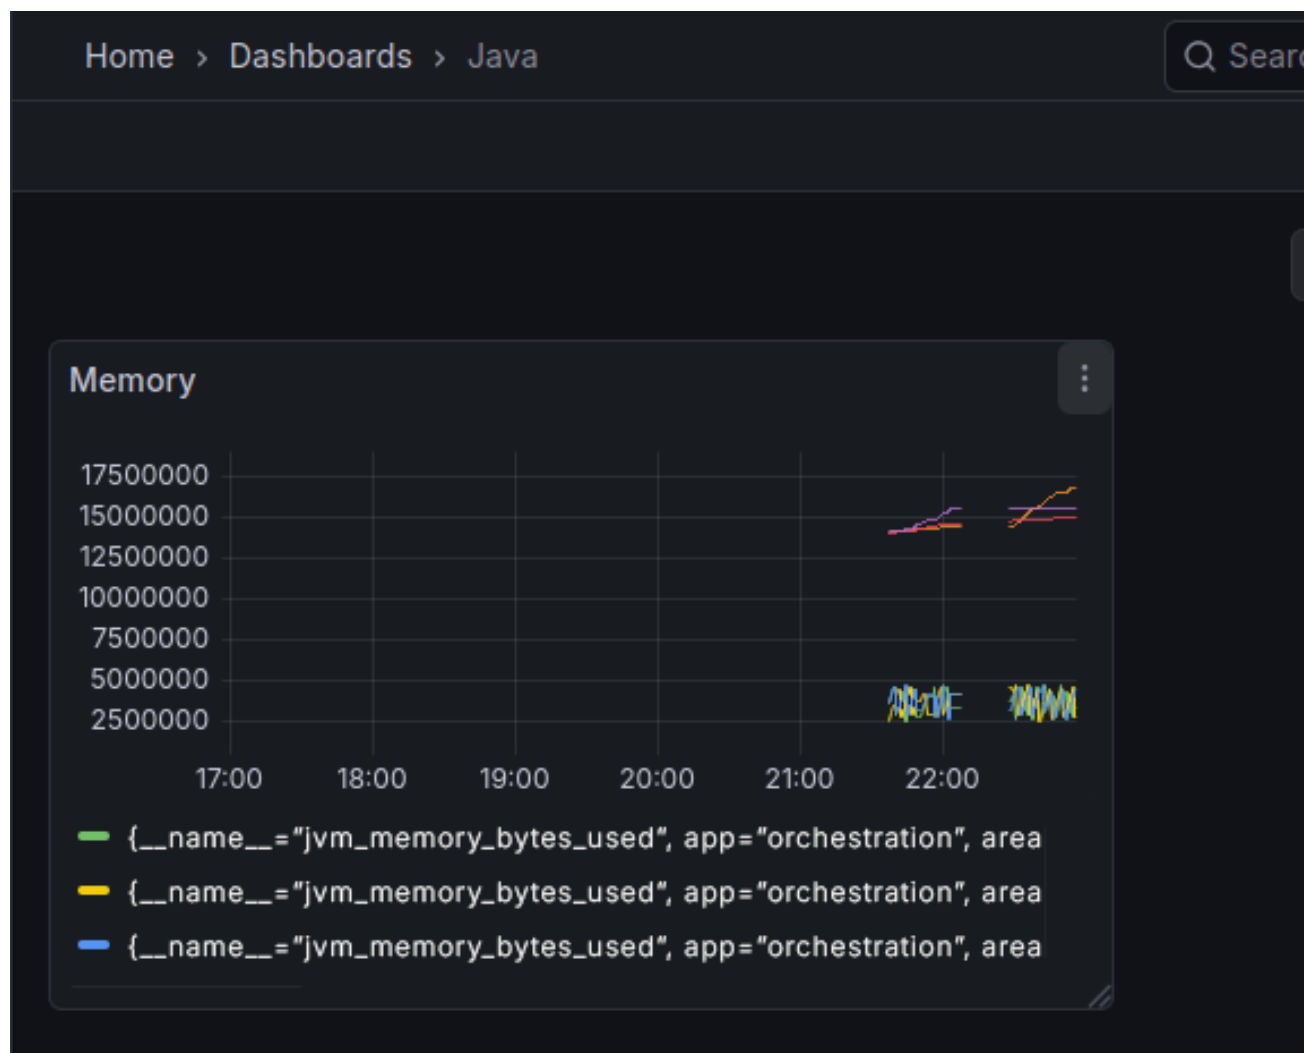 Home › Dashboards › Java
Memory
17500000
15000000
12500000
10000000
7500000
5000000
2500000
17:00 18:00 19:00 20:00 21:00 22:00
{__name__="jvm_memory_bytes_used", app="orchestration", area
{__name__="jvm_memory_bytes_used", app="orchestration", area
{__name__="jvm_memory_bytes_used", app="orchestration", area